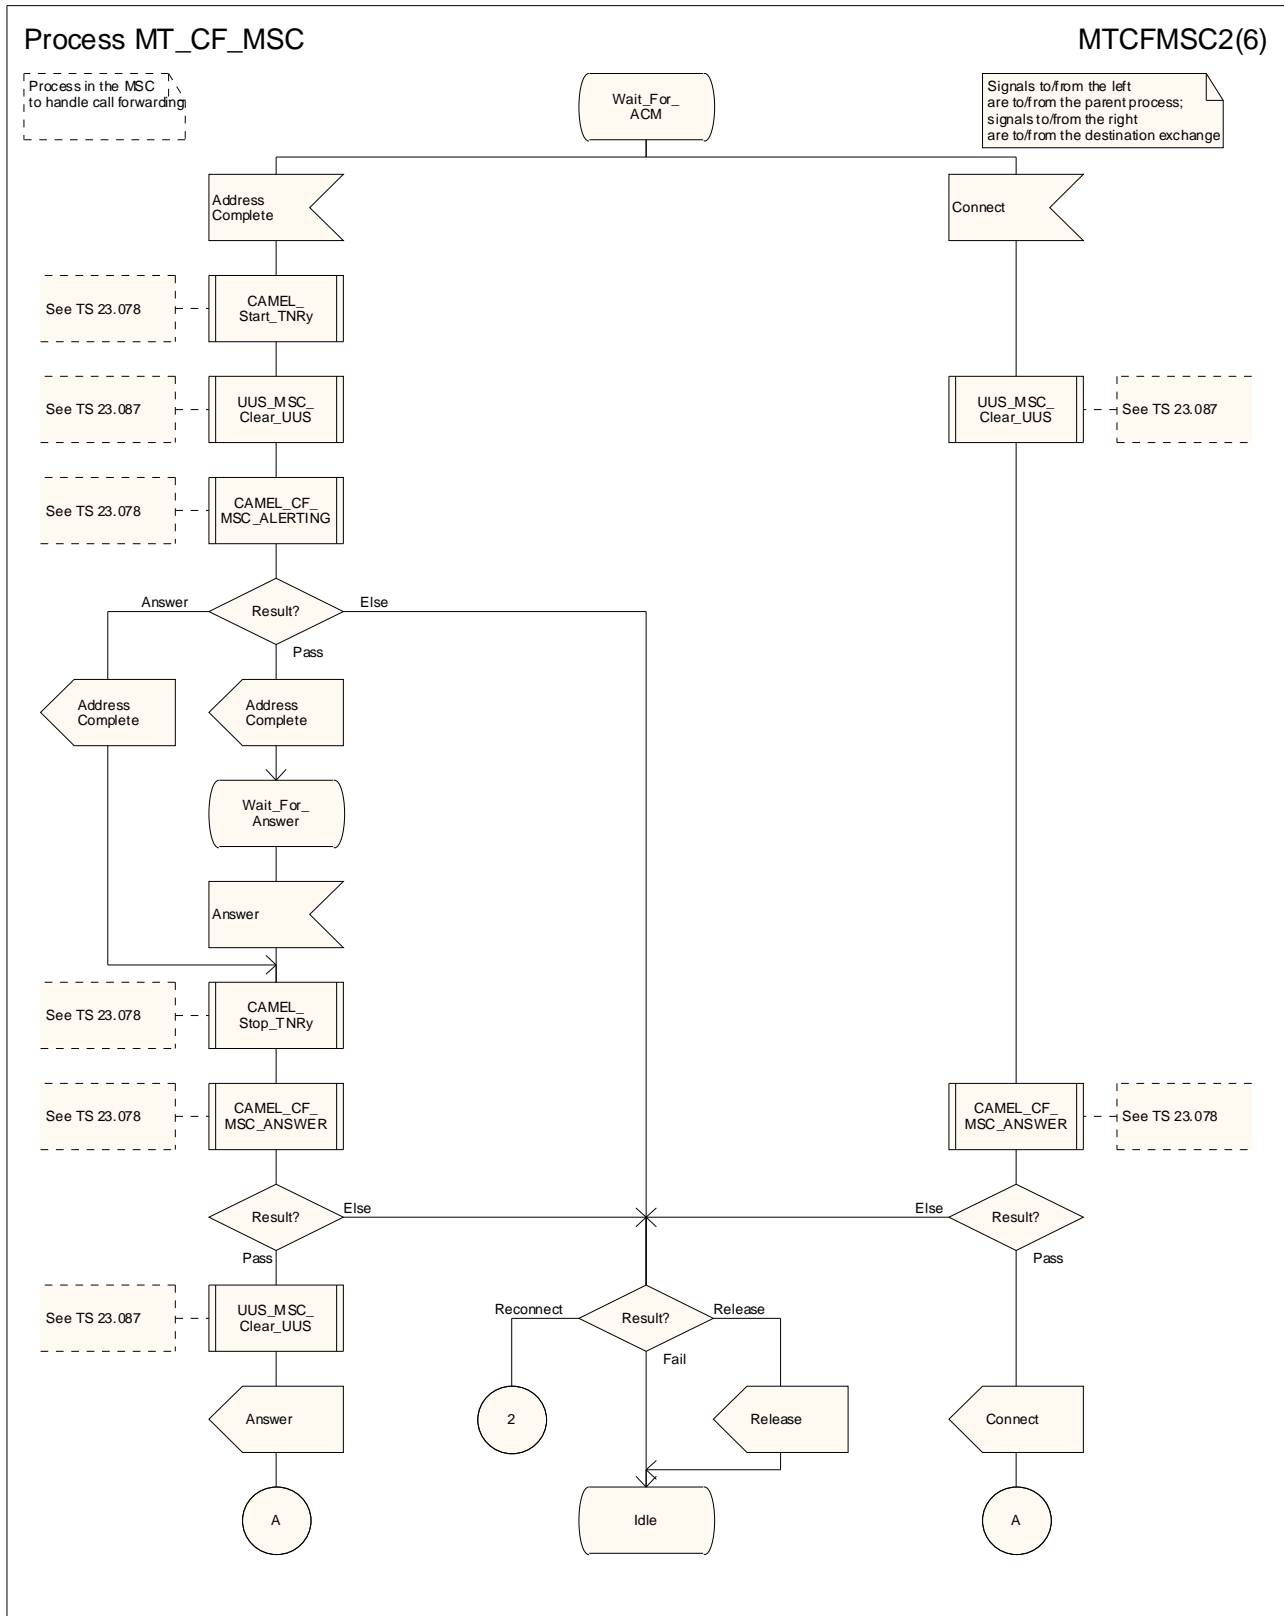 Process MT_CF_MSC
MTCFMSC2(6)
Process in the MSC
to handle call forwarding
Wait_For_
ACM
Signals to/from the left
are to/from the parent process;
signals to/from the right
are to/from the destination exchange
Address
Complete
Connect
See TS 23.078
CAMEL_
Start_TNRy
See TS 23.087
UUS_MSC_
Clear_UUS
UUS_MSC_
Clear_UUS
See TS 23.087
See TS 23.078
CAMEL_CF_
MSC_ALERTING
Answer
Result?
Else
Pass
Address
Complete
Address
Complete
Wait_For_
Answer
Answer
See TS 23.078
CAMEL_
Stop_TNRy
See TS 23.078
CAMEL_CF_
MSC_ANSWER
CAMEL_CF_
MSC_ANSWER
See TS 23.078
Result?
Else
Else
Result?
Pass
Pass
See TS 23.087
UUS_MSC_
Clear_UUS
Reconnect
Result?
Release
Fail
Answer
2
Release
Connect
A
Idle
A